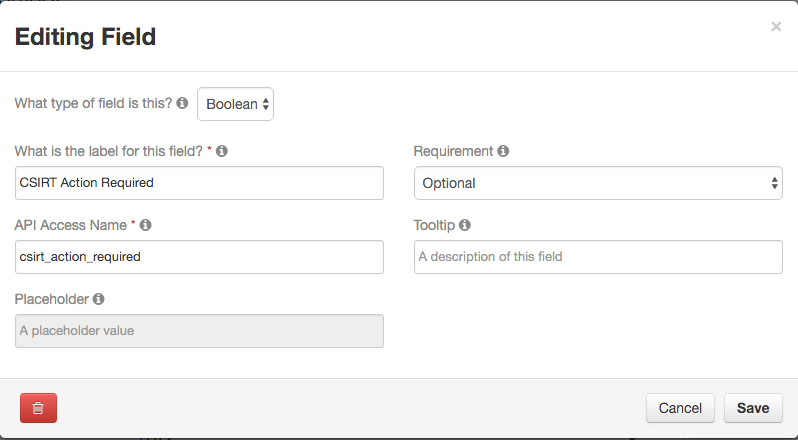 Editing Field
×
What type of field is this? Boolean
What is the label for this field? * Requirement
CSIRT Action Required Optional
API Access Name * Tooltip
csirt_action_required A description of this field
Placeholder
A placeholder value
Cancel Save